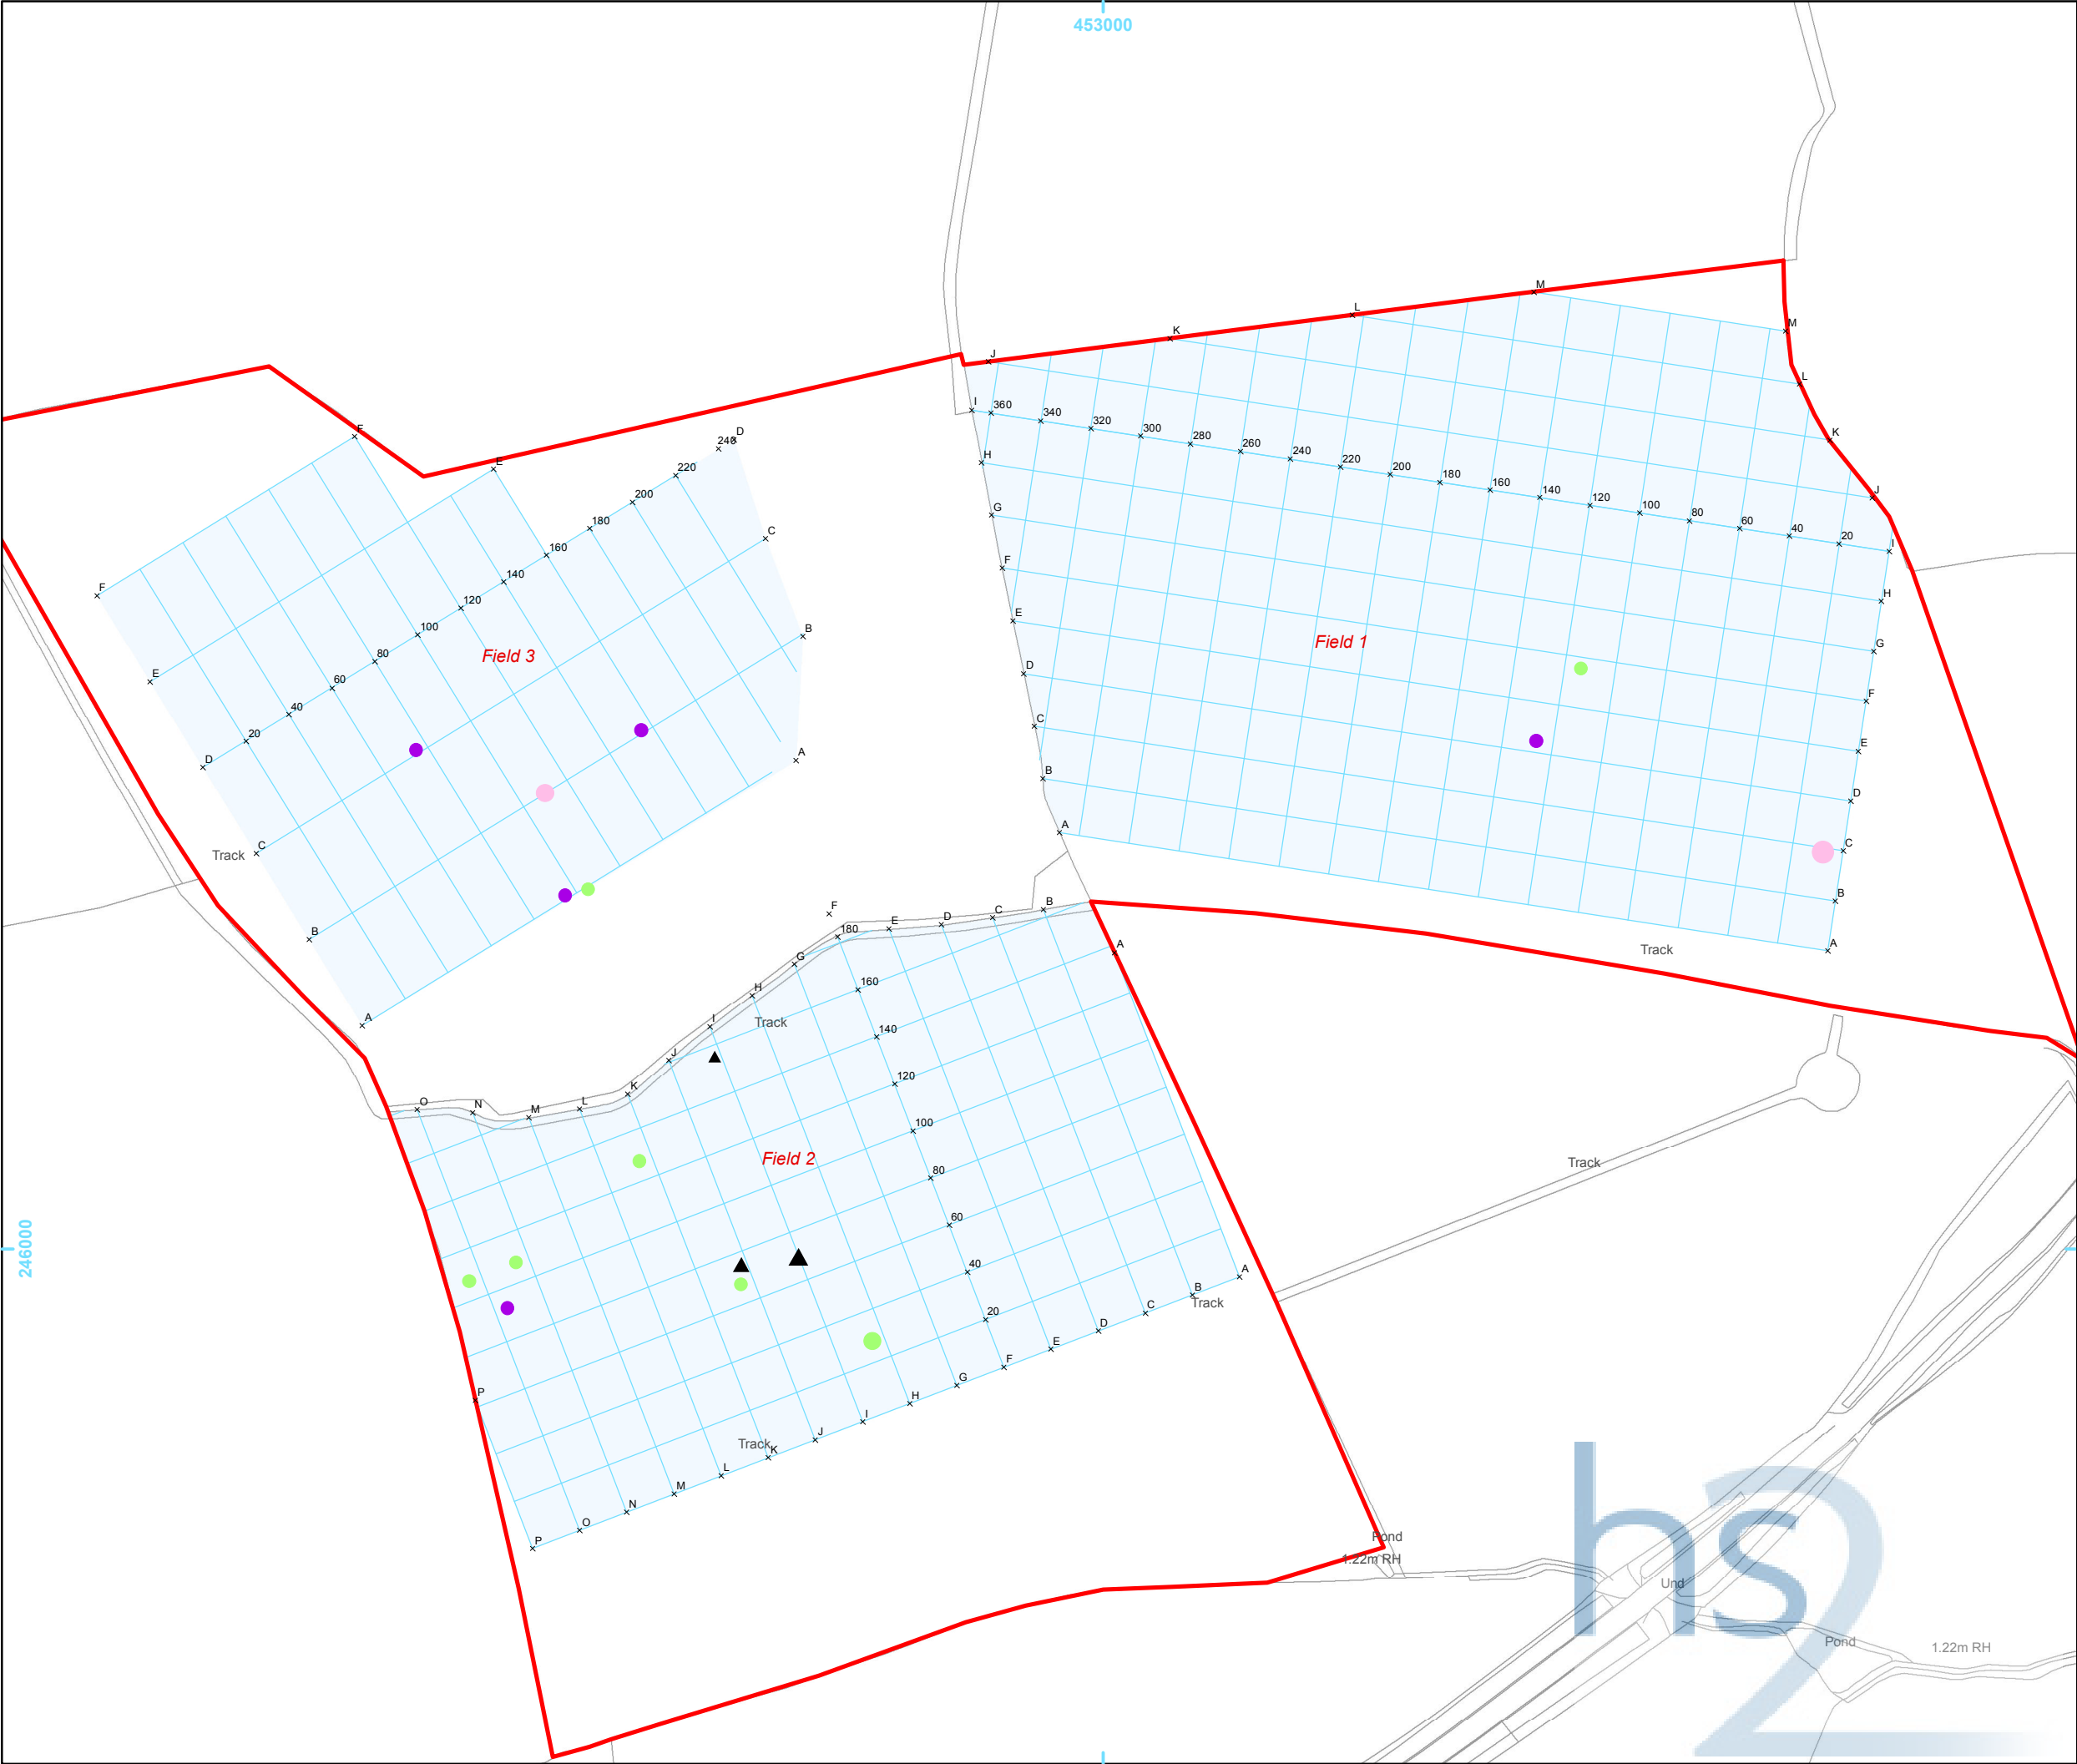 453000
M
L
M
K
J
L
I
360
340
320
300
280
260
240
220
200
180
160
140
120
100
80
60
40
20
I
K
J
H
G
F
E
D
C
B
A
Field 1
H
G
F
E
D
C
B
A
Track
F
E
240
D
220
200
180
160
140
120
100
80
60
40
20
D
C
B
A
F
E
Field 3
C
B
A
Track
F
E
D
C
B
A
180
G
H
160
I
Track
140
J
120
K
L
M
N
O
100
Field 2
80
60
40
20
P
A
B
Track
C
D
E
F
G
H
I
J
K
Track
L
M
N
O
P
Track
246000
Pond
1.22m RH
Und
Pond
1.22m RH
hs2